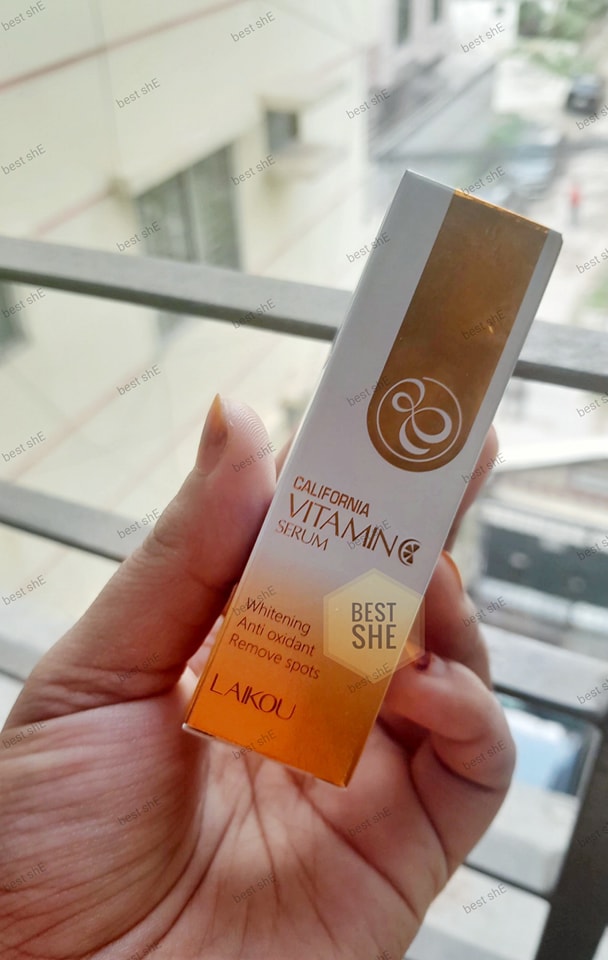 CALIFORNIA
VITAMIN C
SERUM
Whitening
Anti oxidant
Remove spots
LAIKOU
BEST
SHE
best shE